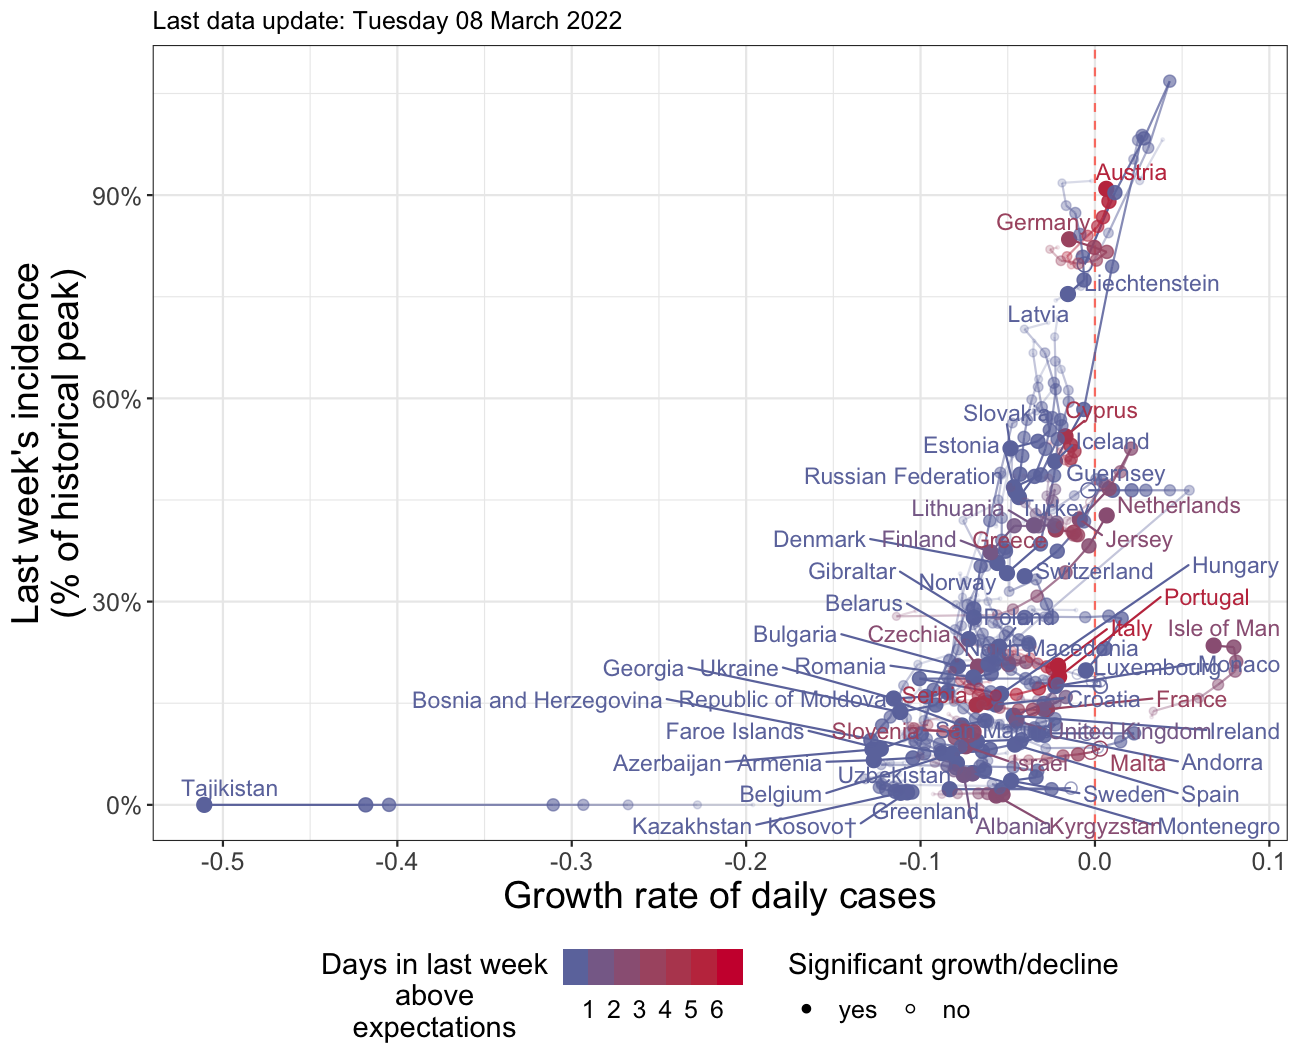 Last data update: Tuesday 08 March 2022
Last week's incidence
(% of historical peak)
90%
60%
30%
0%
Austria
Germany
Liechtenstein
Latvia
Slovakia
Cyprus
Estonia
Iceland
Russian Federation
Guernsey
Lithuania
Turkey
Netherlands
Denmark
Finland
Greece
Jersey
Gibraltar
Norway
Switzerland
Hungary
Belarus
Poland
Portugal
Bulgaria
Czechia
North Macedonia
Italy
Isle of Man
Georgia
Ukraine
Romania
Luxembourg
Monaco
Bosnia and Herzegovina
Republic of Moldova
Serbia
Croatia
France
Faroe Islands
Slovenia
San Marino
United Kingdom
Ireland
Azerbaijan
Armenia
Uzbekistan
Israel
Malta
Andorra
Tajikistan
Belgium
Greenland
Sweden
Spain
Kazakhstan
Kosovo†
Albania
Kyrgyzstan
Montenegro
-0.5
-0.4
-0.3
-0.2
-0.1
0.0
0.1
Growth rate of daily cases
Days in last week
above
expectations
1 2 3 4 5 6
Significant growth/decline
yes
no